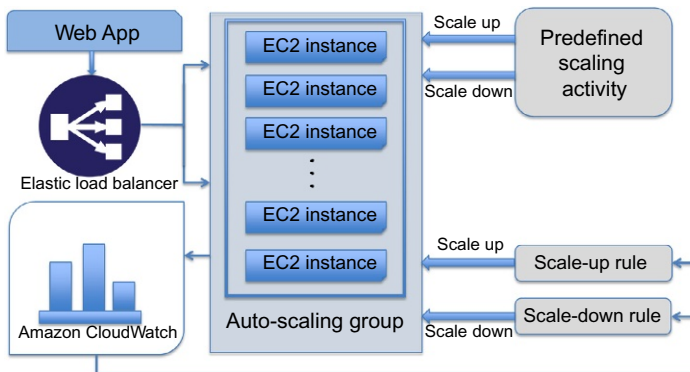 Web App
Elastic load balancer
Amazon CloudWatch
EC2 instance
EC2 instance
EC2 instance
EC2 instance
EC2 instance
Auto-scaling group
Scale up
Scale down
Predefined
scaling
activity
Scale up
Scale-up rule
Scale down
Scale-down rule